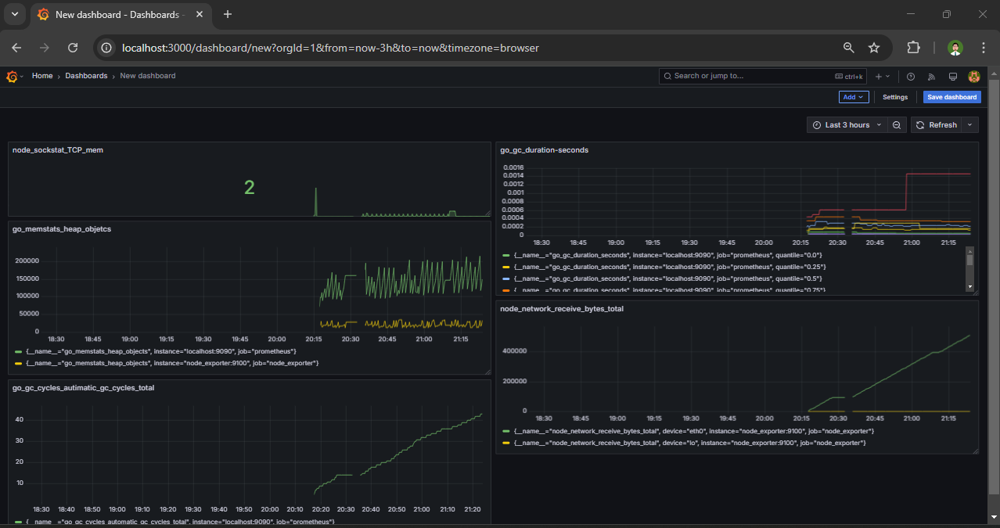 New dashboard - Dashboards -
localhost:3000/dashboard/new?orgId=1&from=now-3h&to=now&timezone=browser
Home › Dashboards › New dashboard
Search or jump to...
ctrl+k
Add
Settings
Save dashboard
Last 3 hours
Refresh
node_sockstat_TCP_mem
2
go_gc_duration-seconds
0.0016
0.0014
0.0012
0.001
0.0008
0.0006
0.0004
0.0002
0
18:30 18:45 19:00 19:15 19:30 19:45 20:00 20:15 20:30 20:45 21:00 21:15
{__name__="go_gc_duration_seconds", instance="localhost:9090", job="prometheus", quantile="0.0"}
{__name__="go_gc_duration_seconds", instance="localhost:9090", job="prometheus", quantile="0.25"}
{__name__="go_gc_duration_seconds", instance="localhost:9090", job="prometheus", quantile="0.5"}
{__name__="go_gc_duration_seconds", instance="localhost:9090", job="prometheus", quantile="0.75"}
go_memstats_heap_objetcs
200000
150000
100000
50000
0
18:30 18:45 19:00 19:15 19:30 19:45 20:00 20:15 20:30 20:45 21:00 21:15
{__name__="go_memstats_heap_objects", instance="localhost:9090", job="prometheus"}
{__name__="go_memstats_heap_objects", instance="node_exporter:9100", job="node_exporter"}
node_network_receive_bytes_total
400000
200000
0
18:30 18:45 19:00 19:15 19:30 19:45 20:00 20:15 20:30 20:45 21:00 21:15
{__name__="node_network_receive_bytes_total", device="eth0", instance="node_exporter:9100", job="node_exporter"}
{__name__="node_network_receive_bytes_total", device="lo", instance="node_exporter:9100", job="node_exporter"}
go_gc_cycles_autimatic_gc_cycles_total
40
30
20
10
18:30 18:40 18:50 19:00 19:10 19:20 19:30 19:40 19:50 20:00 20:10 20:20 20:30 20:40 20:50 21:00 21:10 21:20
{__name__="go_gc_cycles_automatic_gc_cycles_total", instance="localhost:9090", job="prometheus"}